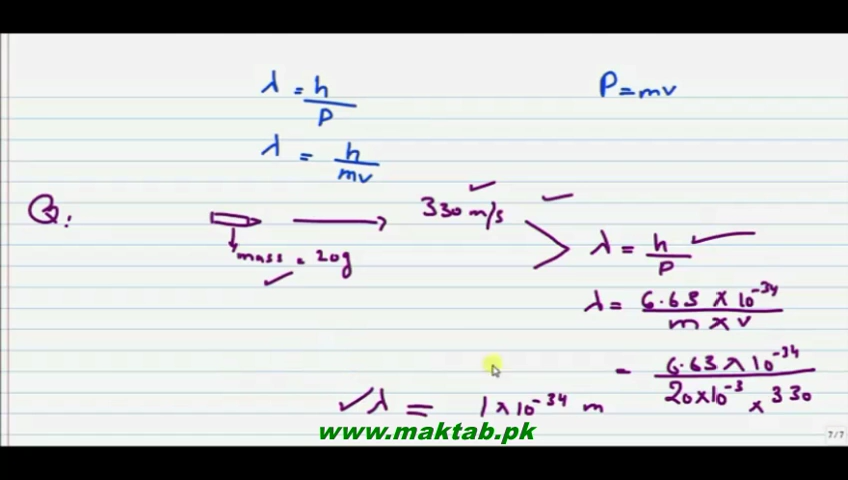 λ = h/P
P = mv
λ = h/mv
Q:
330 m/s
mass = 20g
λ = h/P
λ = 6.63 × 10⁻³⁴ / m × v
= 6.63 × 10⁻³⁴ / 20×10⁻³ × 330
λ = 1 × 10⁻³⁴ m
www.maktab.pk
7/7